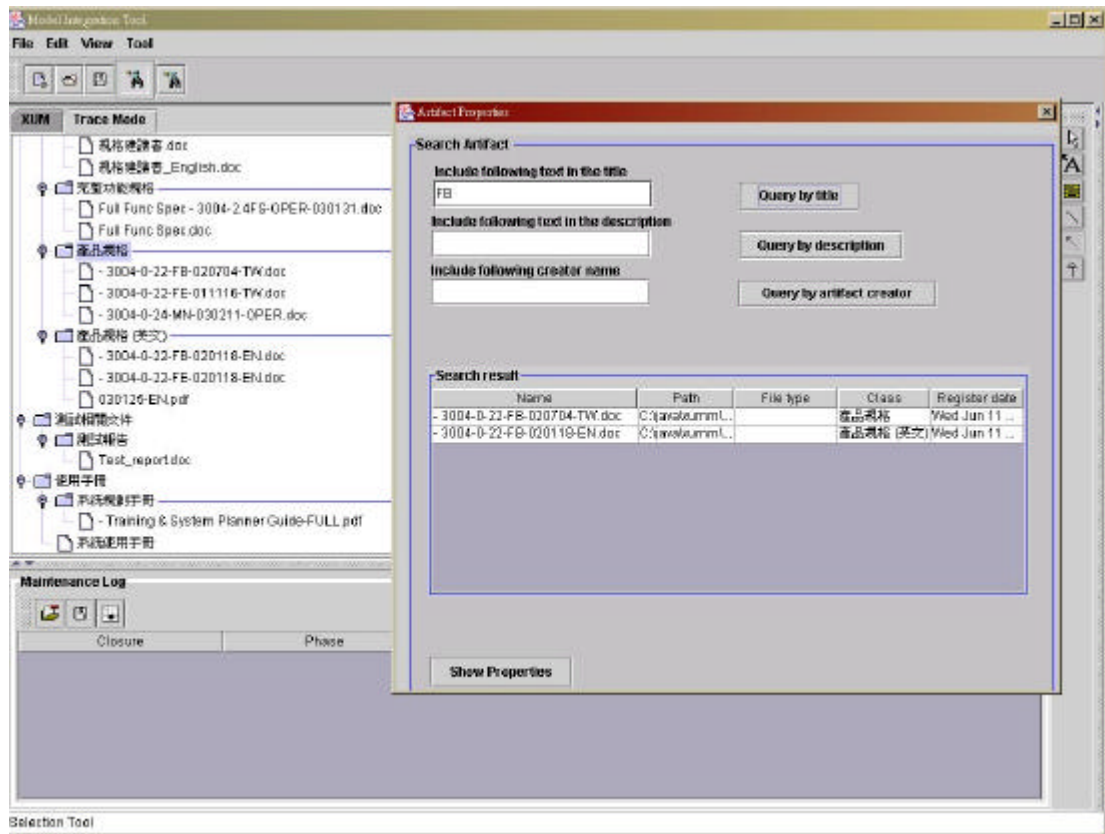 Model Integration Tool
File Edit View Tool
XUM Trace Mode
規格建議書.doc
規格建議書_English.doc
完整功能規格
Full Func Spec - 3004-2.4FS-OPER-030131.doc
Full Func Spec.doc
產品規格
- 3004-0-22-FB-020704-TW.doc
- 3004-0-22-FE-011116-TW.doc
- 3004-0-24-MN-030211-OPER.doc
產品規格 (英文)
- 3004-0-22-FB-020118-EN.doc
- 3004-0-22-FE-020118-EN.doc
030126-EN.pdf
測試相關文件
測試報告
Test_report.doc
使用手冊
系統規劃手冊
- Training & System Planner Guide-FULL.pdf
系統使用手冊
Maintenance Log
Closure Phase
Selection Tool
Artifact Properties
Search Artifact
Include following text in the title
FB
Query by title
Include following text in the description
Query by description
Include following creator name
Query by artifact creator
Search result
Name Path File type Class Register date
- 3004-0-22-FB-020704-TW.doc C:\java\xumm\... 產品規格 Wed Jun 11 ...
- 3004-0-22-FB-020118-EN.doc C:\java\xumm\... 產品規格 (英文) Wed Jun 11 ...
Show Properties